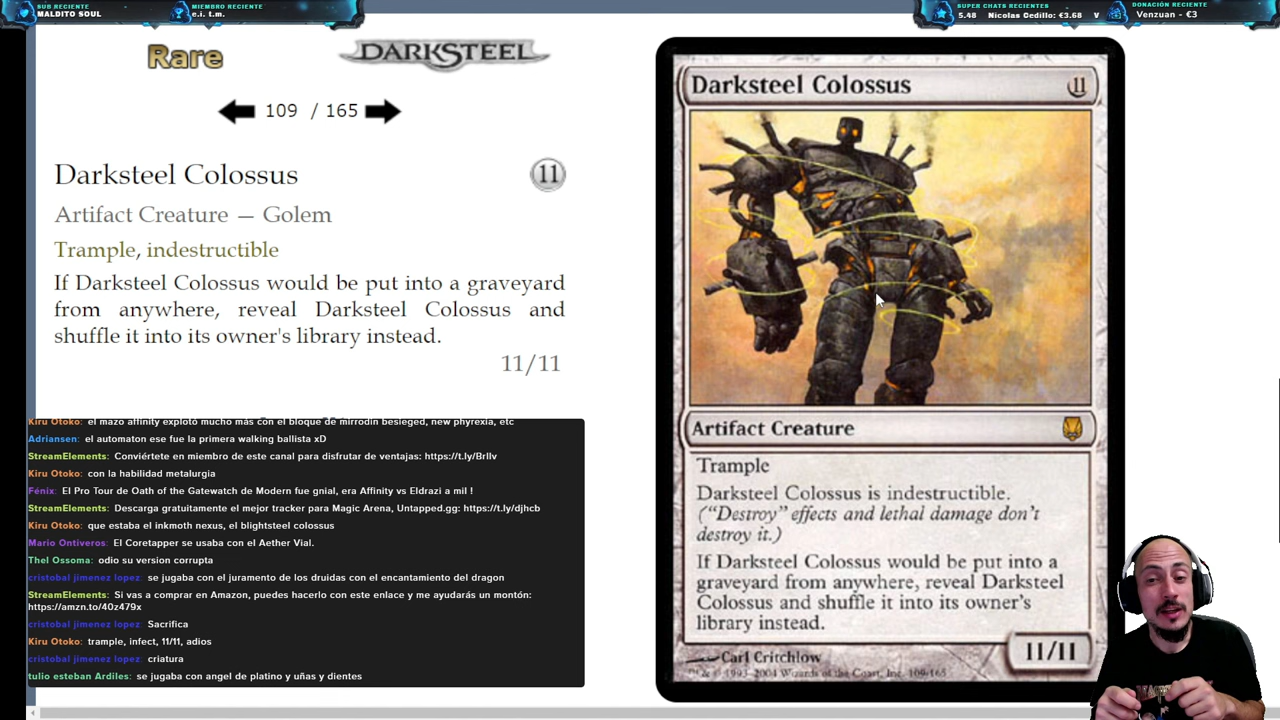 SUB RECIENTE
MALDITO SOUL
MIEMBRO RECIENTE
e.i. t.m.
SUPER CHATS RECIENTES
5.48 Nicolas Cedillo: €3.68 V
DONACIÓN RECIENTE
Venzuan - €3
Rare
DARKSTEEL
109 / 165
Darksteel Colossus 11
Artifact Creature — Golem
Trample, indestructible
If Darksteel Colossus would be put into a graveyard
from anywhere, reveal Darksteel Colossus and
shuffle it into its owner's library instead.
11/11
Kiru Otoko: el mazo affinity explotó mucho más con el bloque de mirrodin besieged, new phyrexia, etc
Adriansen: el automaton ese fue la primera walking ballista xD
StreamElements: Conviértete en miembro de este canal para disfrutar de ventajas: https://t.ly/BrIlv
Kiru Otoko: con la habilidad metalurgia
Fénix: El Pro Tour de Oath of the Gatewatch de Modern fue gnial, era Affinity vs Eldrazi a mil !
StreamElements: Descarga gratuitamente el mejor tracker para Magic Arena, Untapped.gg: https://t.ly/djhcb
Kiru Otoko: que estaba el inkmoth nexus, el blightsteel colossus
Mario Ontiveros: El Coretapper se usaba con el Aether Vial.
Thel Ossoma: odio su version corrupta
cristobal jimenez lopez: se jugaba con el juramento de los druidas con el encantamiento del dragon
StreamElements: Si vas a comprar en Amazon, puedes hacerlo con este enlace y me ayudarás un montón:
https://amzn.to/40z479x
cristobal jimenez lopez: Sacrifica
Kiru Otoko: trample, infect, 11/11, adios
cristobal jimenez lopez: criatura
tulio esteban Ardiles: se jugaba con angel de platino y uñas y dientes
Darksteel Colossus 11
Artifact Creature
Trample
Darksteel Colossus is indestructible.
("Destroy" effects and lethal damage don't
destroy it.)
If Darksteel Colossus would be put into a
graveyard from anywhere, reveal Darksteel
Colossus and shuffle it into its owner's
library instead.
11/11
Carl Critchlow
™ & © 1993-2004 Wizards of the Coast, Inc. 109/165